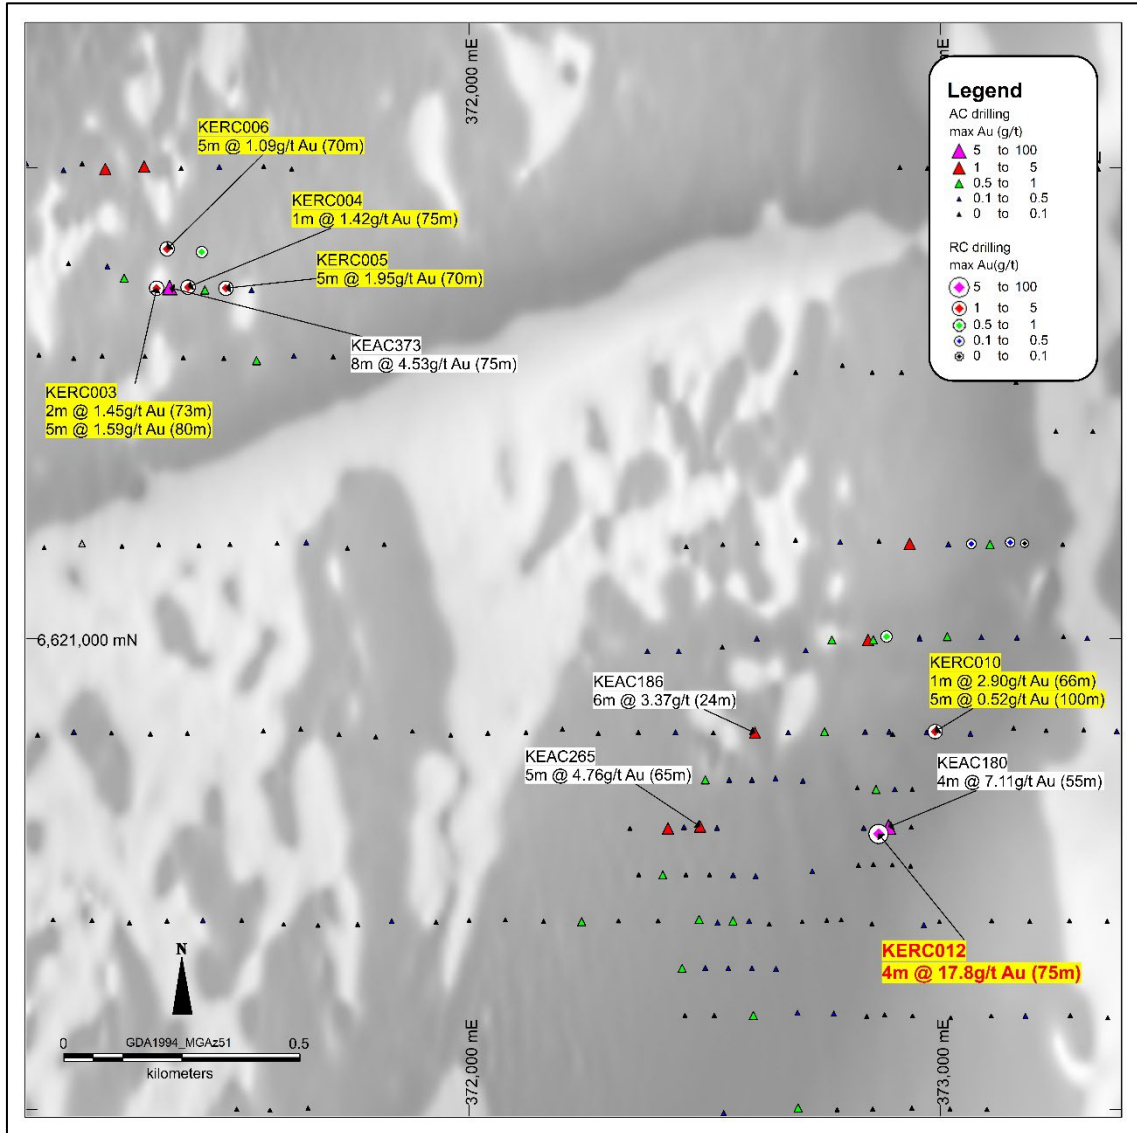 372,000 mE
Legend
AC drilling
max Au (g/t)
5 to 100
1 to 5
0.5 to 1
0.1 to 0.5
0 to 0.1
RC drilling
max Au(g/t)
5 to 100
1 to 5
0.5 to 1
0.1 to 0.5
0 to 0.1
KERC006
5m @ 1.09g/t Au (70m)
KERC004
1m @ 1.42g/t Au (75m)
KERC005
5m @ 1.95g/t Au (70m)
KEAC373
8m @ 4.53g/t Au (75m)
KERC003
2m @ 1.45g/t Au (73m)
5m @ 1.59g/t Au (80m)
6,621,000 mN
KERC010
1m @ 2.90g/t Au (66m)
5m @ 0.52g/t Au (100m)
KEAC186
6m @ 3.37g/t (24m)
KEAC265
5m @ 4.76g/t Au (65m)
KEAC180
4m @ 7.11g/t Au (55m)
KERC012
4m @ 17.8g/t Au (75m)
N
0 GDA1994_MGAz51 0.5
kilometers
372,000 mE
373,000 mE